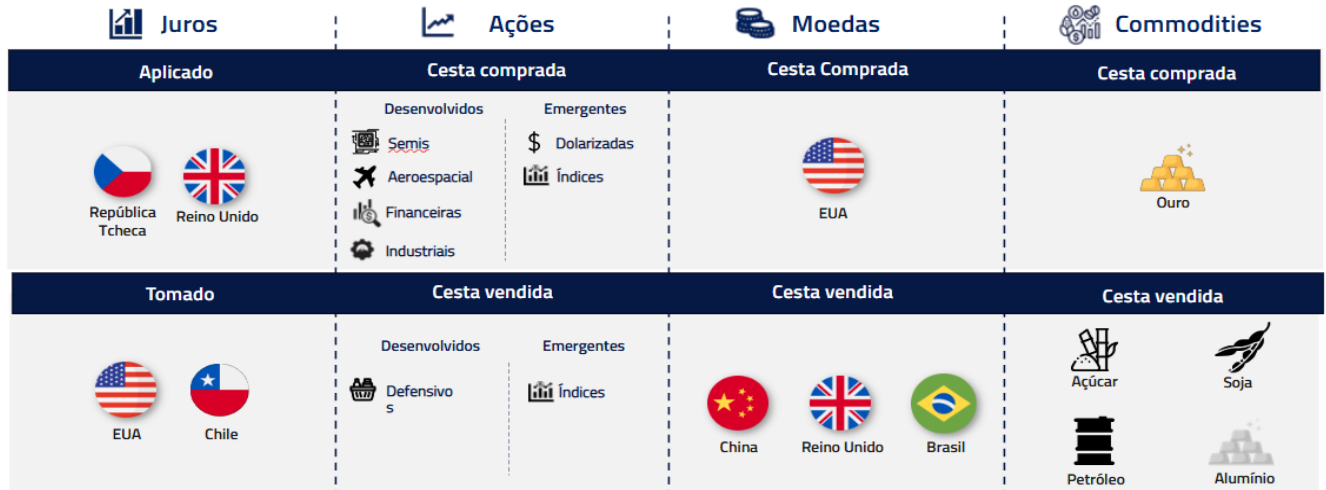 Juros
Ações
Moedas
Commodities
Aplicado
Cesta comprada
Cesta Comprada
Cesta comprada
República
Tcheca
Reino Unido
Desenvolvidos
Semis
Aeroespacial
Financeiras
Industriais
Emergentes
$ Dolarizadas
Índices
EUA
Ouro
Tomado
Cesta vendida
Cesta vendida
Cesta vendida
EUA
Chile
Desenvolvidos
Defensivo
s
Emergentes
Índices
China
Reino Unido
Brasil
Açúcar
Soja
Petróleo
Alumínio